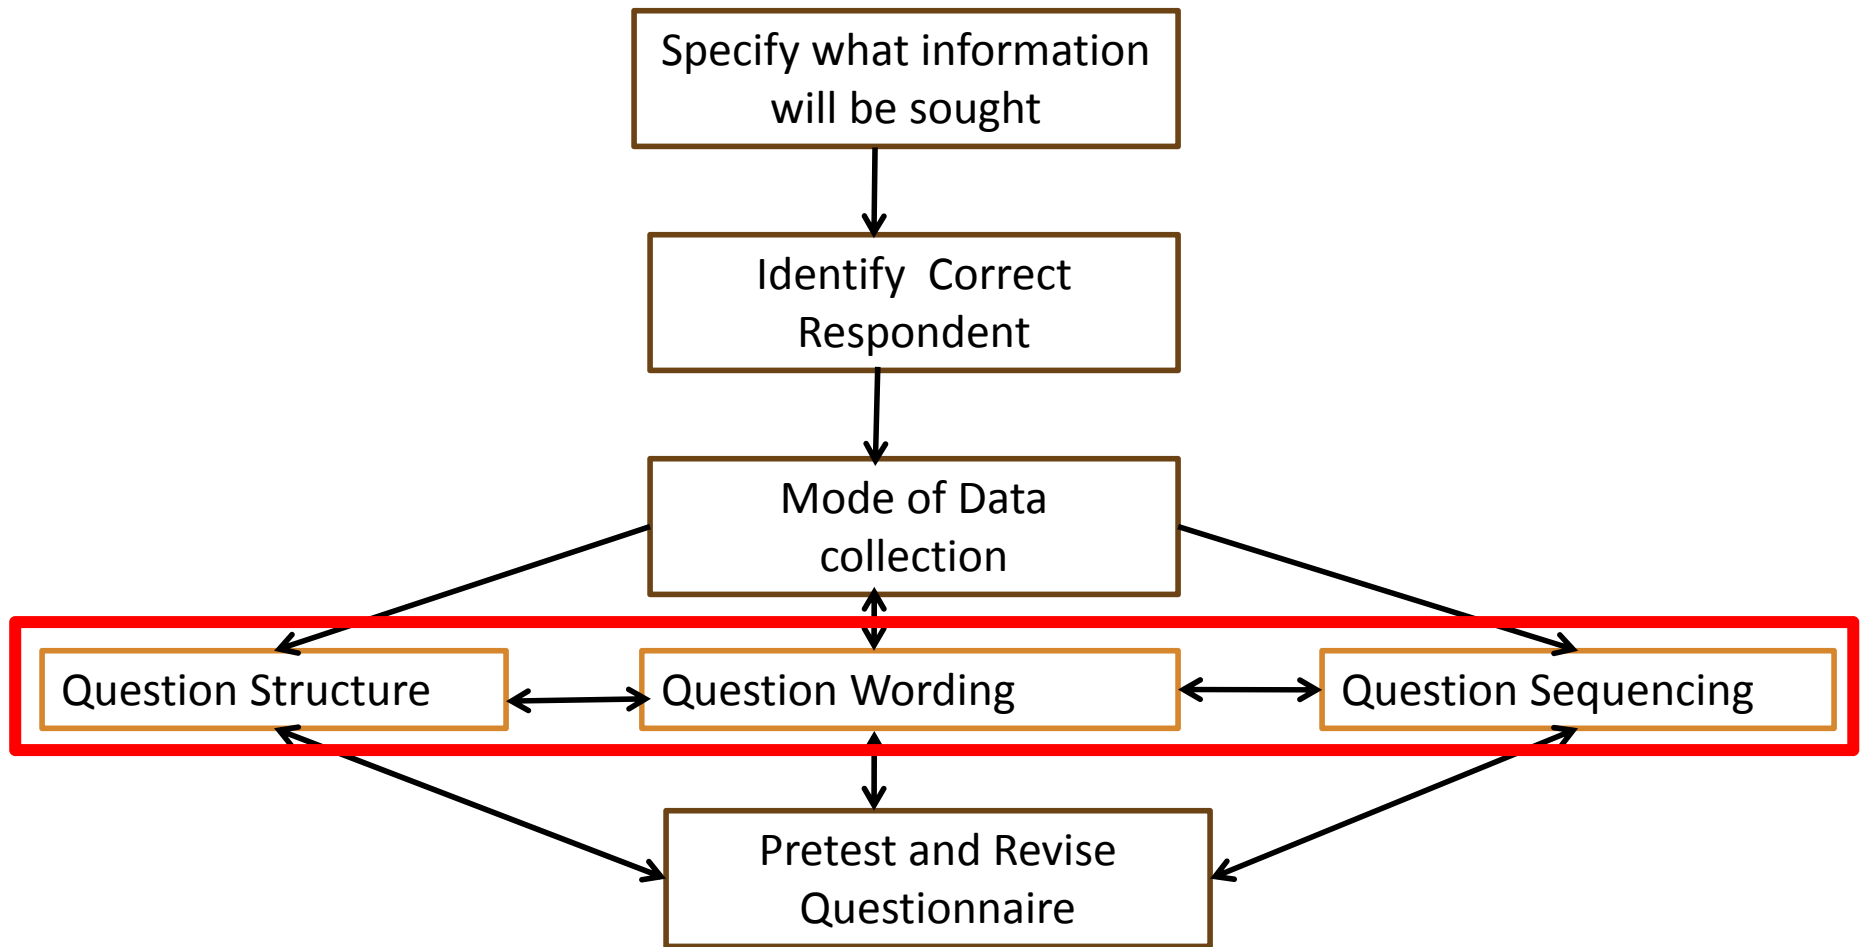 Specify what information
will be sought
Identify  Correct
Respondent
Mode of Data
collection
Question Structure
Question Wording
Question Sequencing
Pretest and Revise
Questionnaire